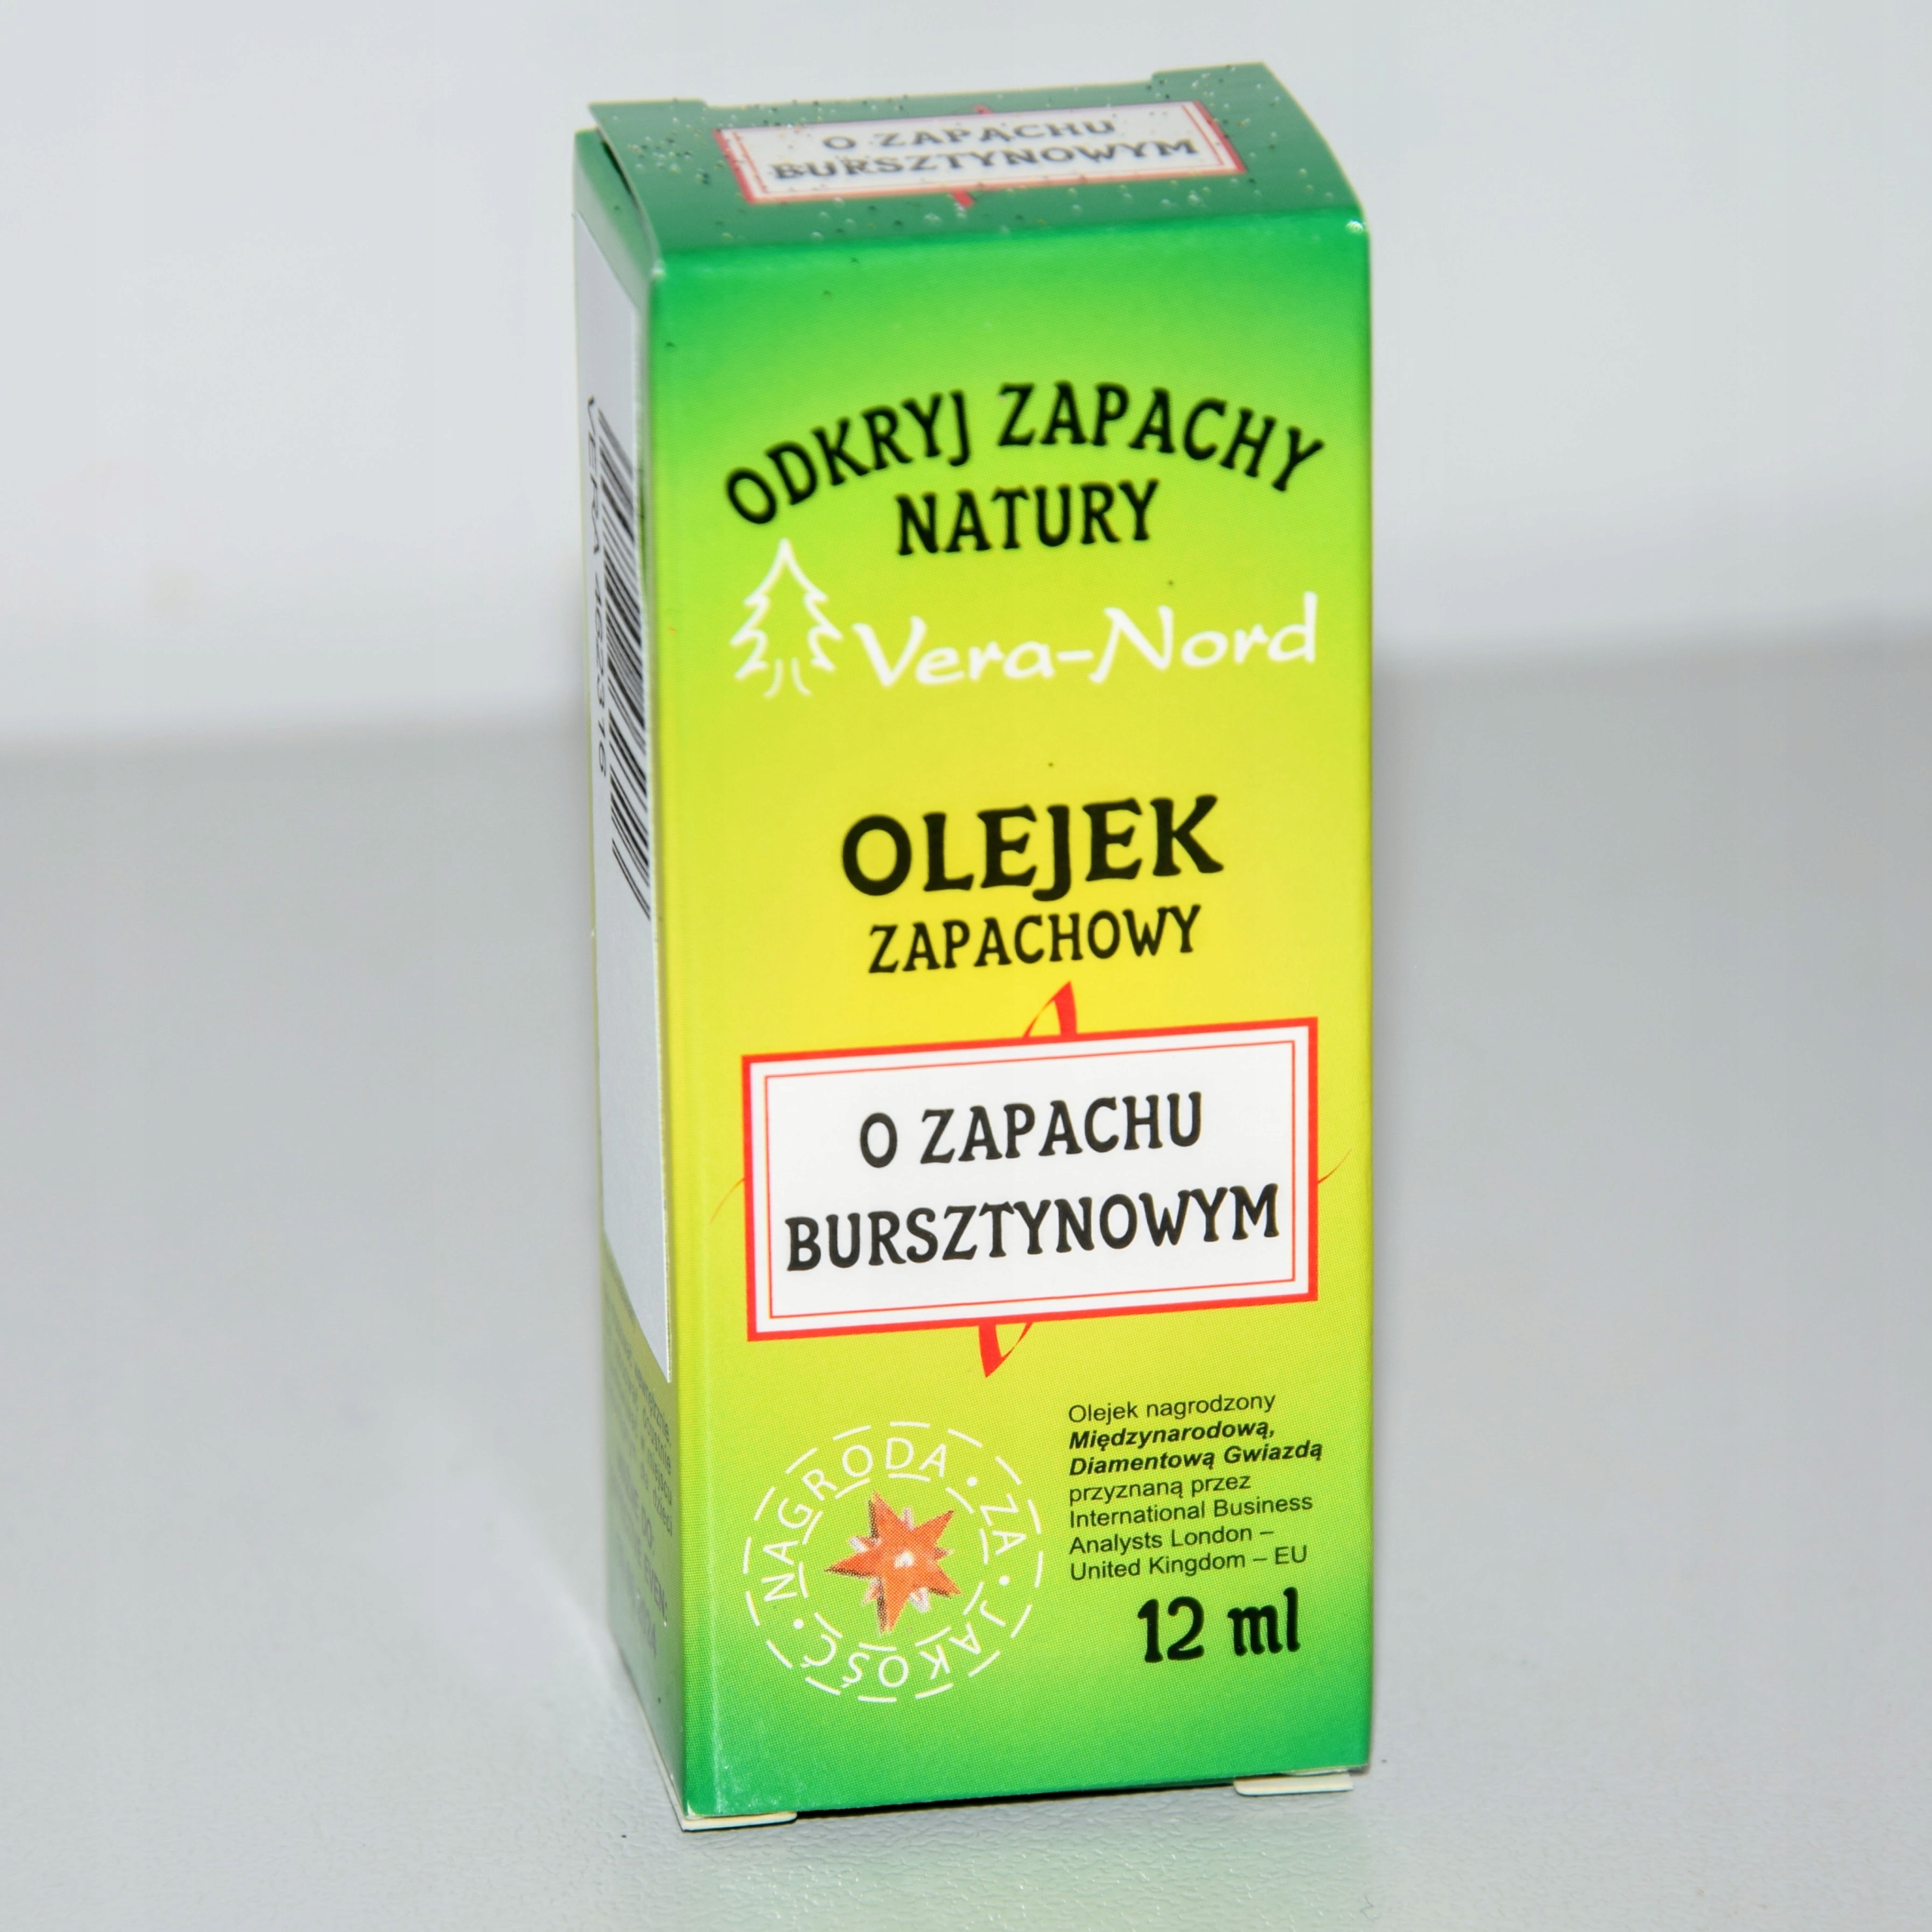 O ZAPACHU
BURSZTYNOWYM
ODKRYJ ZAPACHY
NATURY
Vera-Nord
OLEJEK
ZAPACHOWY
O ZAPACHU
BURSZTYNOWYM
Olejek nagrodzony
Międzynarodową,
Diamentową Gwiazdą
przyznaną przez
International Business
Analysts London –
United Kingdom – EU
NAGRODA • ZA • JAKOŚĆ •
12 ml
VERA